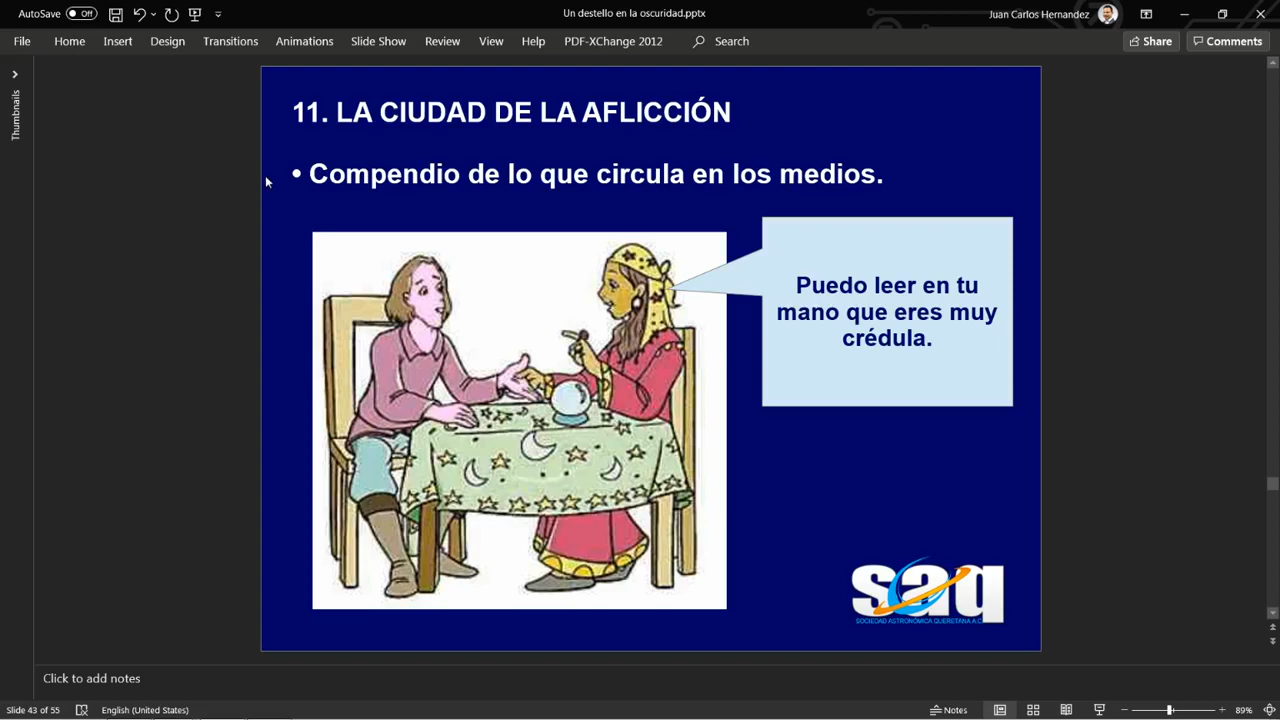 AutoSave Off Un destello en la oscuridad.pptx Juan Carlos Hernandez
File Home Insert Design Transitions Animations Slide Show Review View Help PDF-XChange 2012 Search Share Comments
Thumbnails
11. LA CIUDAD DE LA AFLICCIÓN
• Compendio de lo que circula en los medios.
Puedo leer en tu
mano que eres muy
crédula.
saq
SOCIEDAD ASTRONÓMICA QUERETANA A.C.
Click to add notes
Slide 43 of 55 English (United States) Notes 89%